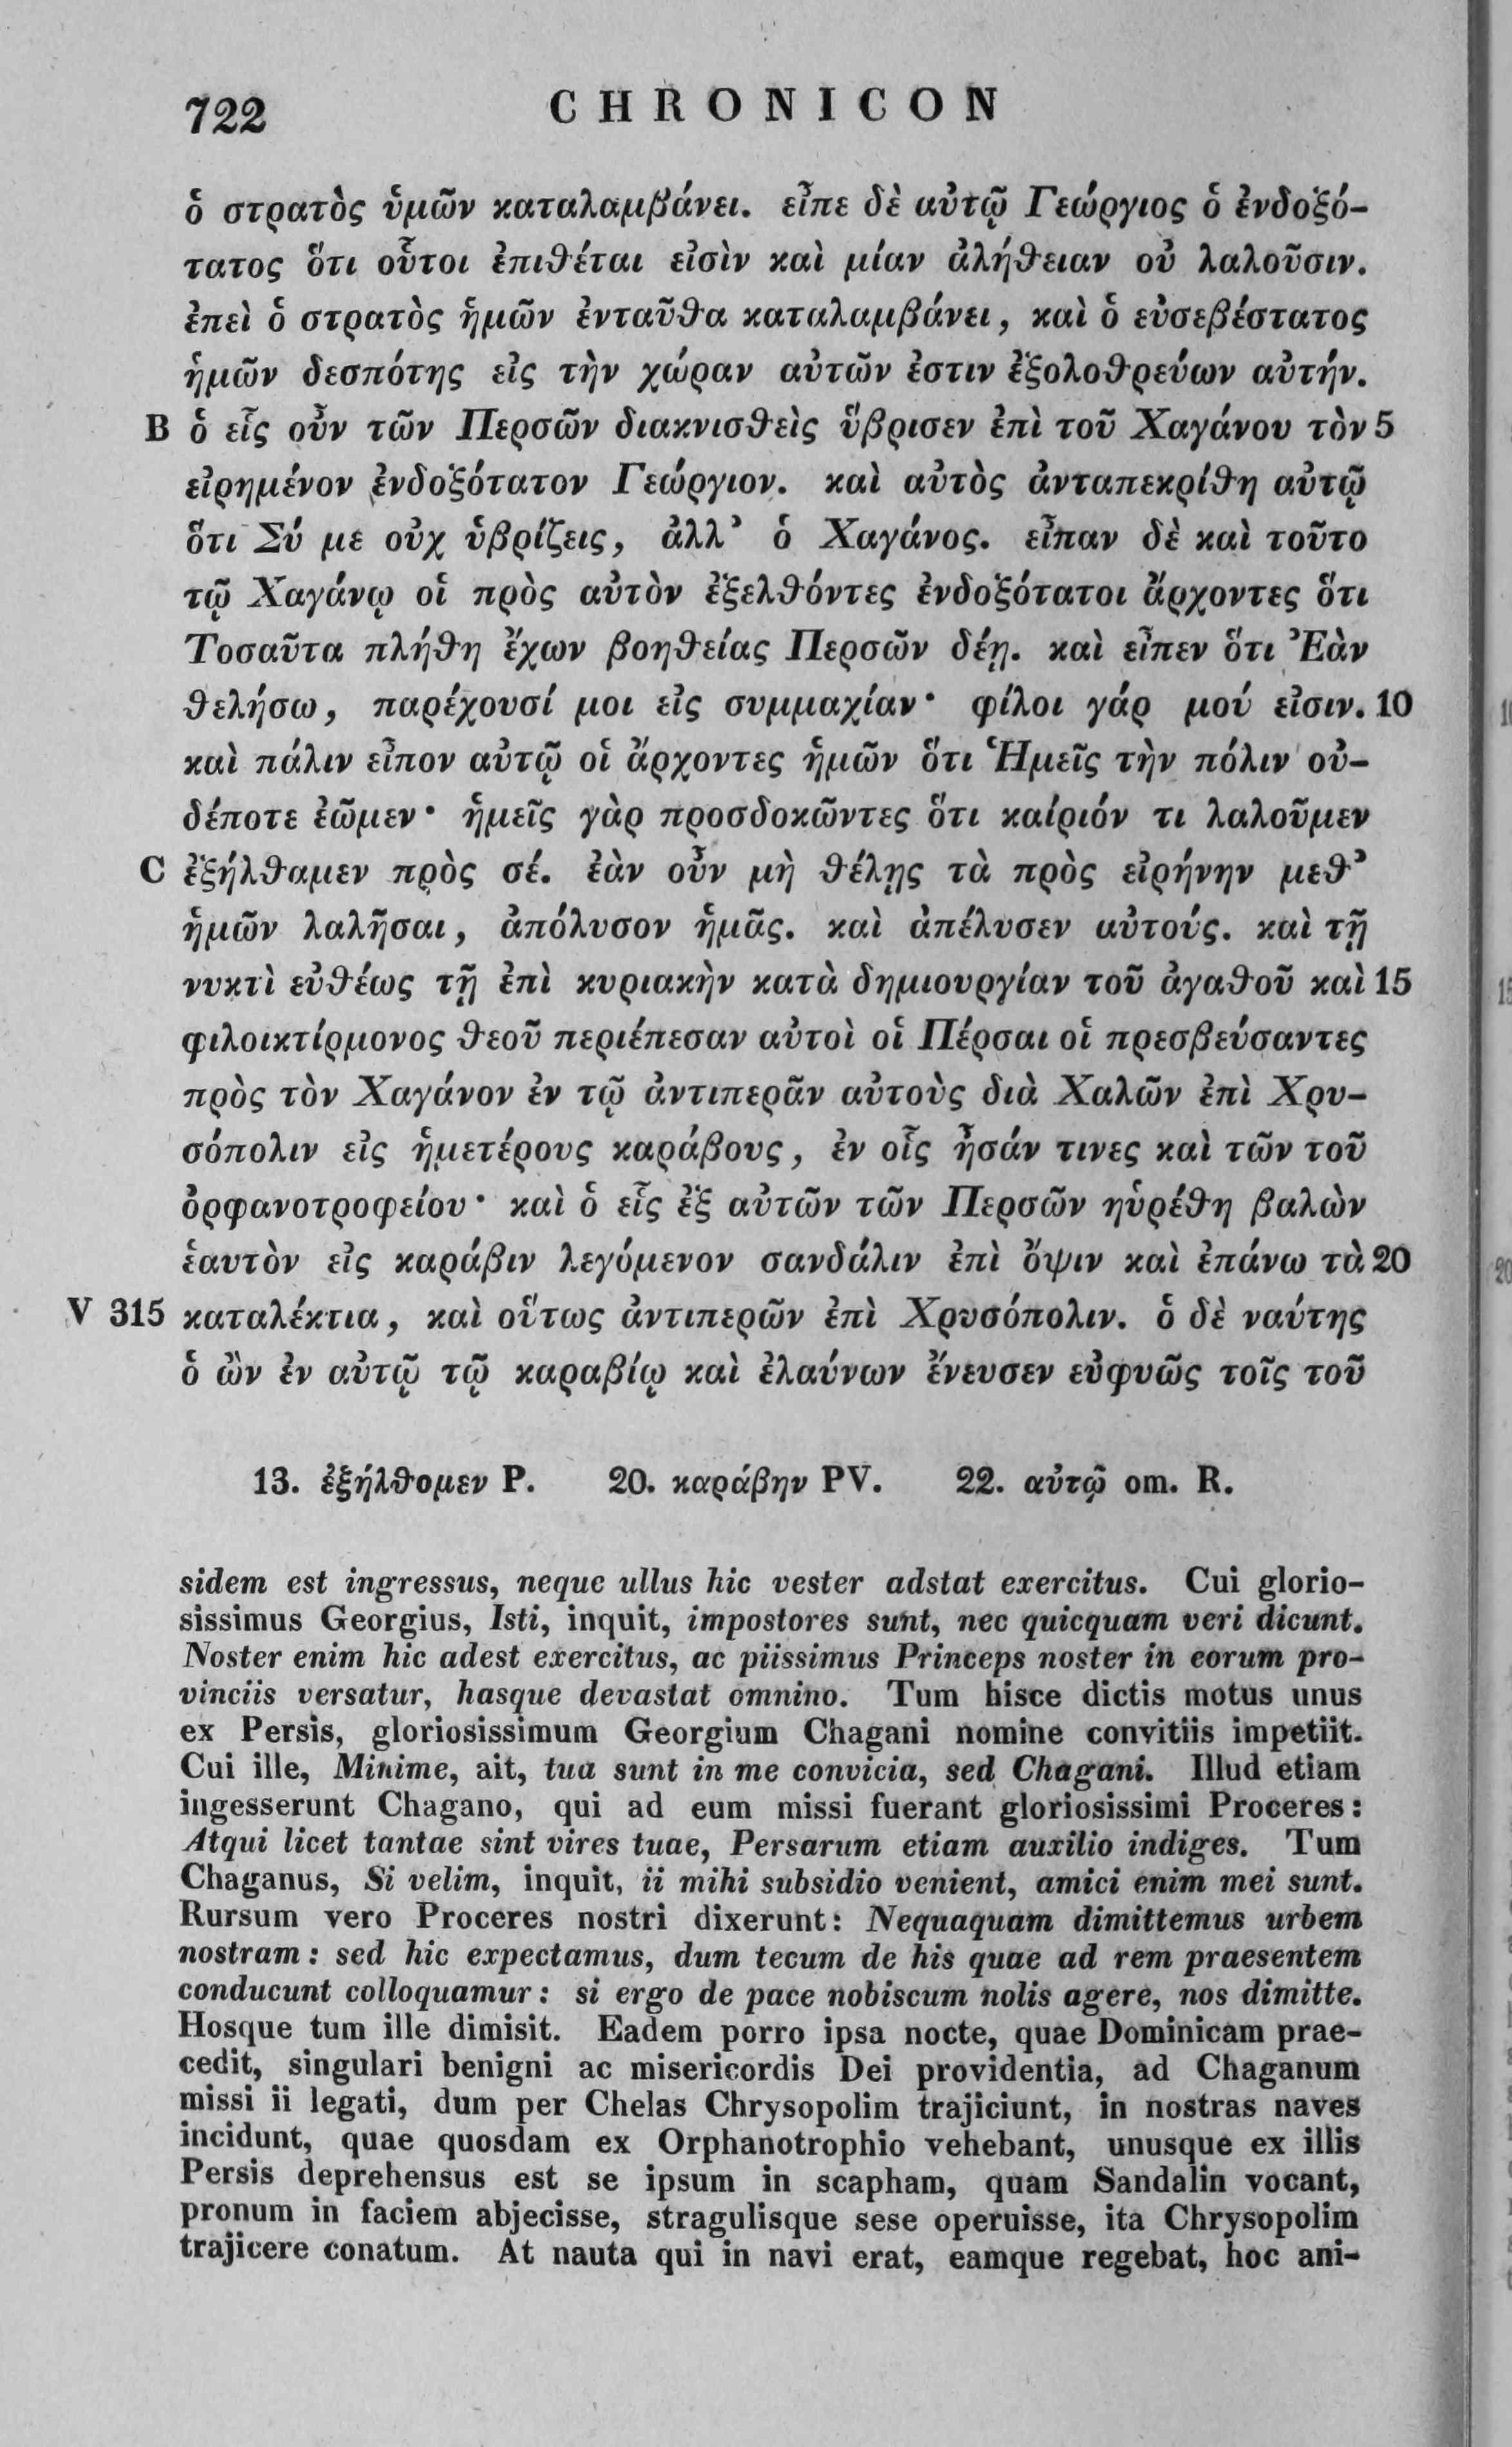 722 CHRONICON
ὁ στρατὸς ὑμῶν καταλαμβάνει. εἶπε δὲ αὐτῷ Γεώργιος ὁ ἐνδοξό-
τατος ὅτι οὗτοι ἐπιθέται εἰσὶν καὶ μίαν ἀλήθειαν οὐ λαλοῦσιν.
ἐπεὶ ὁ στρατὸς ἡμῶν ἐνταῦθα καταλαμβάνει, καὶ ὁ εὐσεβέστατος
ἡμῶν δεσπότης εἰς τὴν χώραν αὐτῶν ἐστιν ἐξολοθρεύων αὐτήν.
B ὁ εἷς οὖν τῶν Περσῶν διακνισθεὶς ὕβρισεν ἐπὶ τοῦ Χαγάνου τὸν 5
εἰρημένον ἐνδοξότατον Γεώργιον. καὶ αὐτὸς ἀνταπεκρίθη αὐτῷ
ὅτι Σύ με οὐχ ὑβρίζεις, ἀλλ’ ὁ Χαγάνος. εἶπαν δὲ καὶ τοῦτο
τῷ Χαγάνῳ οἱ πρὸς αὐτὸν ἐξελθόντες ἐνδοξότατοι ἄρχοντες ὅτι
Τοσαῦτα πλήθη ἔχων βοηθείας Περσῶν δέῃ. καὶ εἶπεν ὅτι Ἐὰν
θελήσω, παρέχουσί μοι εἰς συμμαχίαν· φίλοι γάρ μού εἰσιν. 10
καὶ πάλιν εἶπον αὐτῷ οἱ ἄρχοντες ἡμῶν ὅτι Ἡμεῖς τὴν πόλιν οὐ-
δέποτε ἐῶμεν· ἡμεῖς γὰρ προσδοκῶντες ὅτι καίριόν τι λαλοῦμεν
C ἐξήλθαμεν πρὸς σέ. ἐὰν οὖν μὴ θέλῃς τὰ πρὸς εἰρήνην μεθ’
ἡμῶν λαλῆσαι, ἀπόλυσον ἡμᾶς. καὶ ἀπέλυσεν αὐτούς. καὶ τῇ
νυκτὶ εὐθέως τῇ ἐπὶ κυριακὴν κατὰ δημιουργίαν τοῦ ἀγαθοῦ καὶ 15
φιλοικτίρμονος θεοῦ περιέπεσαν αὐτοὶ οἱ Πέρσαι οἱ πρεσβεύσαντες
πρὸς τὸν Χαγάνον ἐν τῷ ἀντιπερᾶν αὐτοὺς διὰ Χαλῶν ἐπὶ Χρυ-
σόπολιν εἰς ἡμετέρους καράβους, ἐν οἷς ἦσάν τινες καὶ τῶν τοῦ
ὀρφανοτροφείου· καὶ ὁ εἷς ἐξ αὐτῶν τῶν Περσῶν ηὑρέθη βαλὼν
ἑαυτὸν εἰς καράβιν λεγόμενον σανδάλιν ἐπὶ ὄψιν καὶ ἐπάνω τὰ 20
V 315 καταλέκτια, καὶ οὕτως ἀντιπερῶν ἐπὶ Χρυσόπολιν. ὁ δὲ ναύτης
ὁ ὢν ἐν αὐτῷ τῷ καραβίῳ καὶ ἐλαύνων ἔνευσεν εὐφυῶς τοῖς τοῦ
13. ἐξήλθομεν P. 20. καράβην PV. 22. αὐτῷ om. R.
sidem est ingressus, neque ullus hic vester adstat exercitus. Cui glorio-
sissimus Georgius, Isti, inquit, impostores sunt, nec quicquam veri dicunt.
Noster enim hic adest exercitus, ac piissimus Princeps noster in eorum pro-
vinciis versatur, hasque devastat omnino. Tum hisce dictis motus unus
ex Persis, gloriosissimum Georgium Chagani nomine convitiis impetiit.
Cui ille, Minime, ait, tua sunt in me convicia, sed Chagani. Illud etiam
ingesserunt Chagano, qui ad eum missi fuerant gloriosissimi Proceres:
Atqui licet tantae sint vires tuae, Persarum etiam auxilio indiges. Tum
Chaganus, Si velim, inquit, ii mihi subsidio venient, amici enim mei sunt.
Rursum vero Proceres nostri dixerunt: Nequaquam dimittemus urbem
nostram: sed hic expectamus, dum tecum de his quae ad rem praesentem
conducunt colloquamur: si ergo de pace nobiscum nolis agere, nos dimitte.
Hosque tum ille dimisit. Eadem porro ipsa nocte, quae Dominicam prae-
cedit, singulari benigni ac misericordis Dei providentia, ad Chaganum
missi ii legati, dum per Chelas Chrysopolim trajiciunt, in nostras naves
incidunt, quae quosdam ex Orphanotrophio vehebant, unusque ex illis
Persis deprehensus est se ipsum in scapham, quam Sandalin vocant,
pronum in faciem abjecisse, stragulisque sese operuisse, ita Chrysopolim
trajicere conatum. At nauta qui in navi erat, eamque regebat, hoc ani-